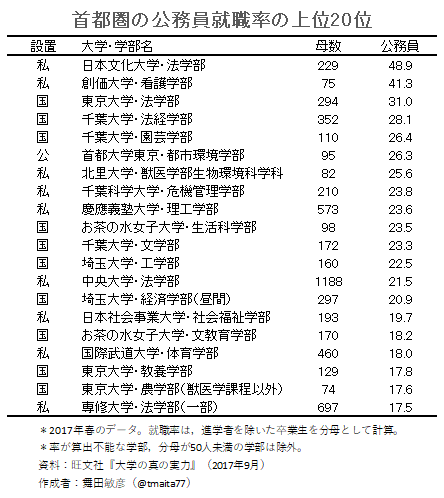 首都圏の公務員就職率の上位20位
設置 大学・学部名 母数 公務員
私 日本文化大学・法学部 229 48.9
私 創価大学・看護学部 75 41.3
国 東京大学・法学部 294 31.0
国 千葉大学・法経学部 352 28.1
国 千葉大学・園芸学部 110 26.4
公 首都大学東京・都市環境学部 95 26.3
私 北里大学・獣医学部生物環境科学科 82 25.6
私 千葉科学大学・危機管理学部 210 23.8
私 慶應義塾大学・理工学部 573 23.6
国 お茶の水女子大学・生活科学部 98 23.5
国 千葉大学・文学部 172 23.3
国 埼玉大学・工学部 160 22.5
私 中央大学・法学部 1188 21.5
国 埼玉大学・経済学部(昼間) 297 20.9
私 日本社会事業大学・社会福祉学部 193 19.7
国 お茶の水女子大学・文教育学部 170 18.2
私 国際武道大学・体育学部 460 18.0
国 東京大学・教養学部 129 17.8
国 東京大学・農学部(獣医学課程以外) 74 17.6
私 専修大学・法学部(一部) 697 17.5
＊2017年春のデータ。就職率は，進学者を除いた卒業生を分母として計算。
＊率が算出不能な学部，分母が50人未満の学部は除外。
資料：旺文社『大学の真の実力』（2017年9月）
作成者：舞田敏彦（@tmaita77）